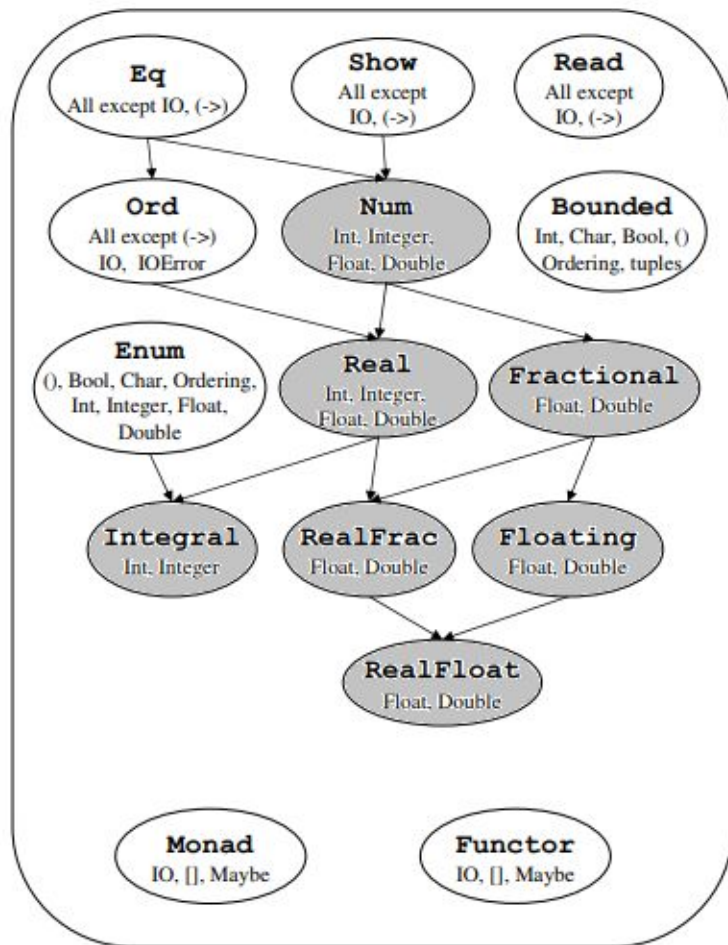 Eq
All except IO, (->)
Show
All except
IO, (->)
Read
All except
IO, (->)
Ord
All except (->)
IO, IOError
Num
Int, Integer,
Float, Double
Bounded
Int, Char, Bool, ()
Ordering, tuples
Enum
(), Bool, Char, Ordering,
Int, Integer, Float,
Double
Real
Int, Integer,
Float, Double
Fractional
Float, Double
Integral
Int, Integer
RealFrac
Float, Double
Floating
Float, Double
RealFloat
Float, Double
Monad
IO, [], Maybe
Functor
IO, [], Maybe